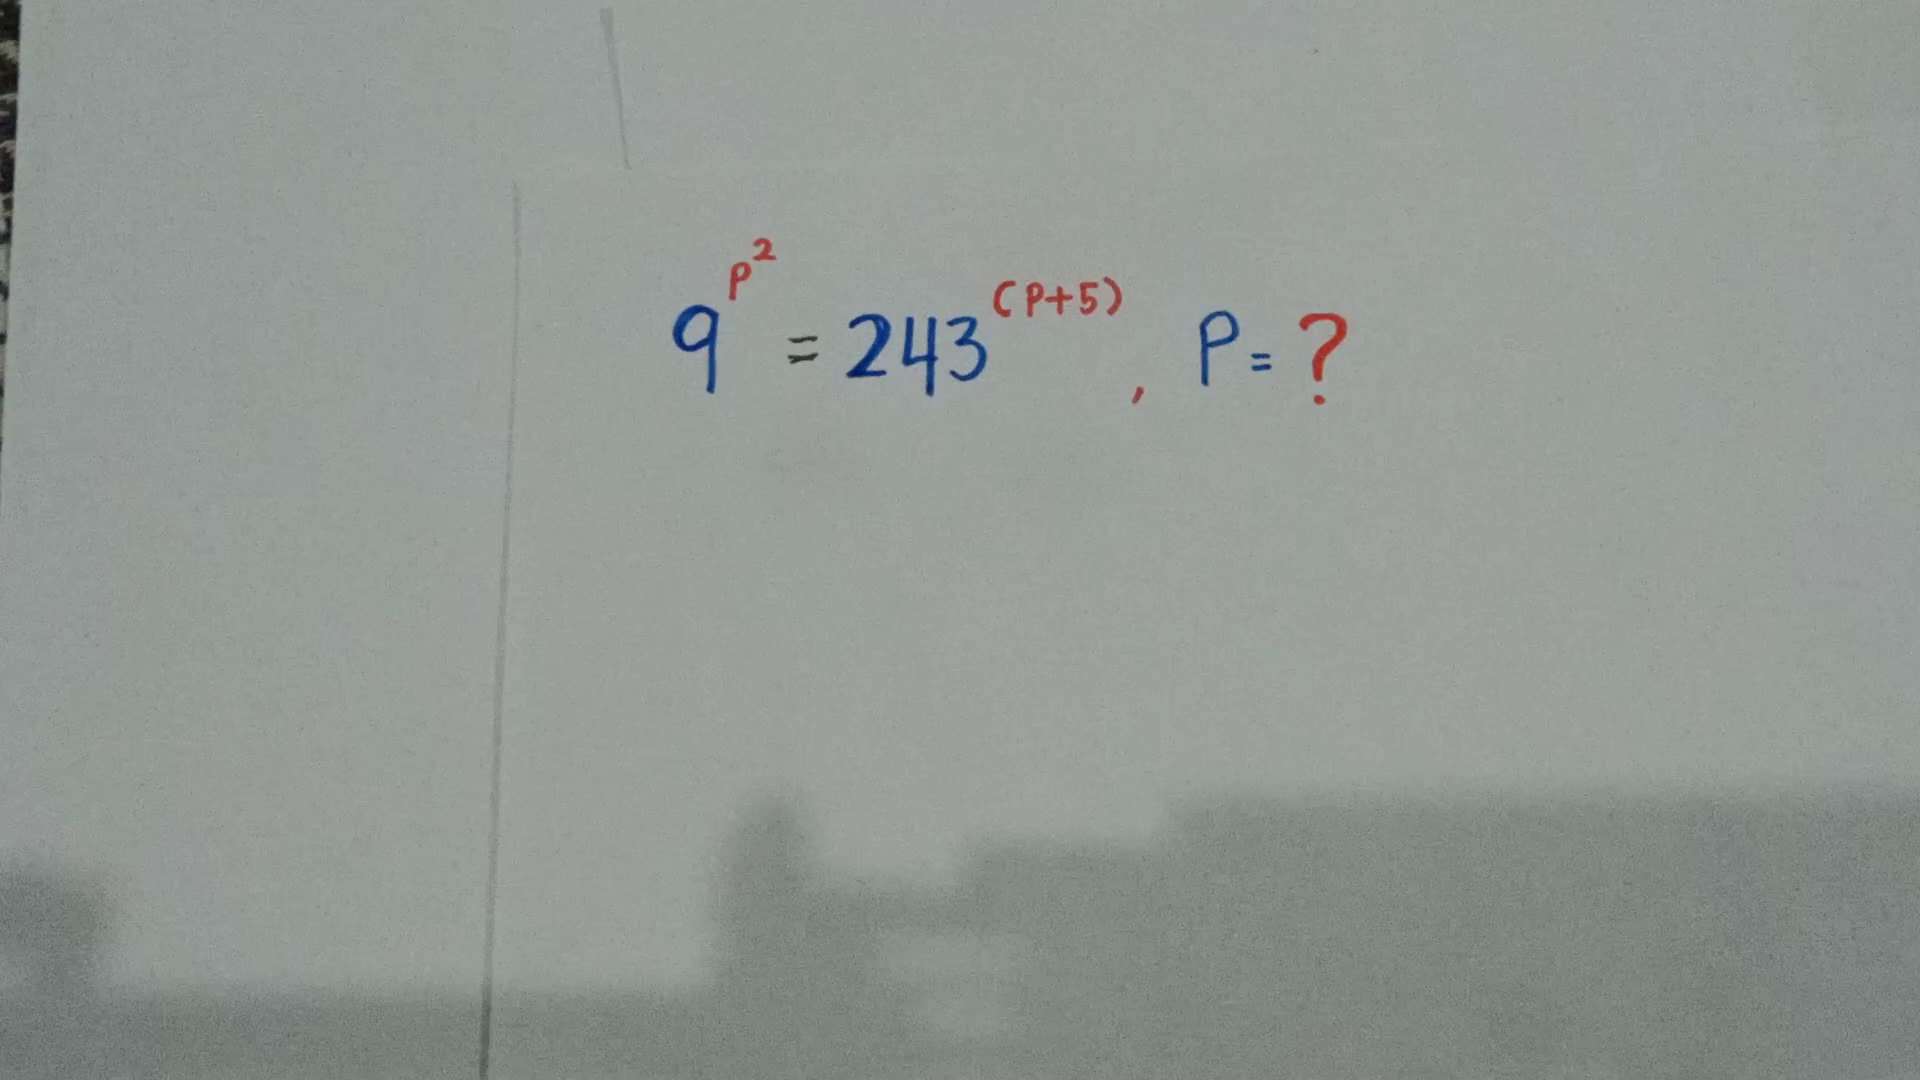 9^{p^2} = 243^{(P+5)}, P = ?